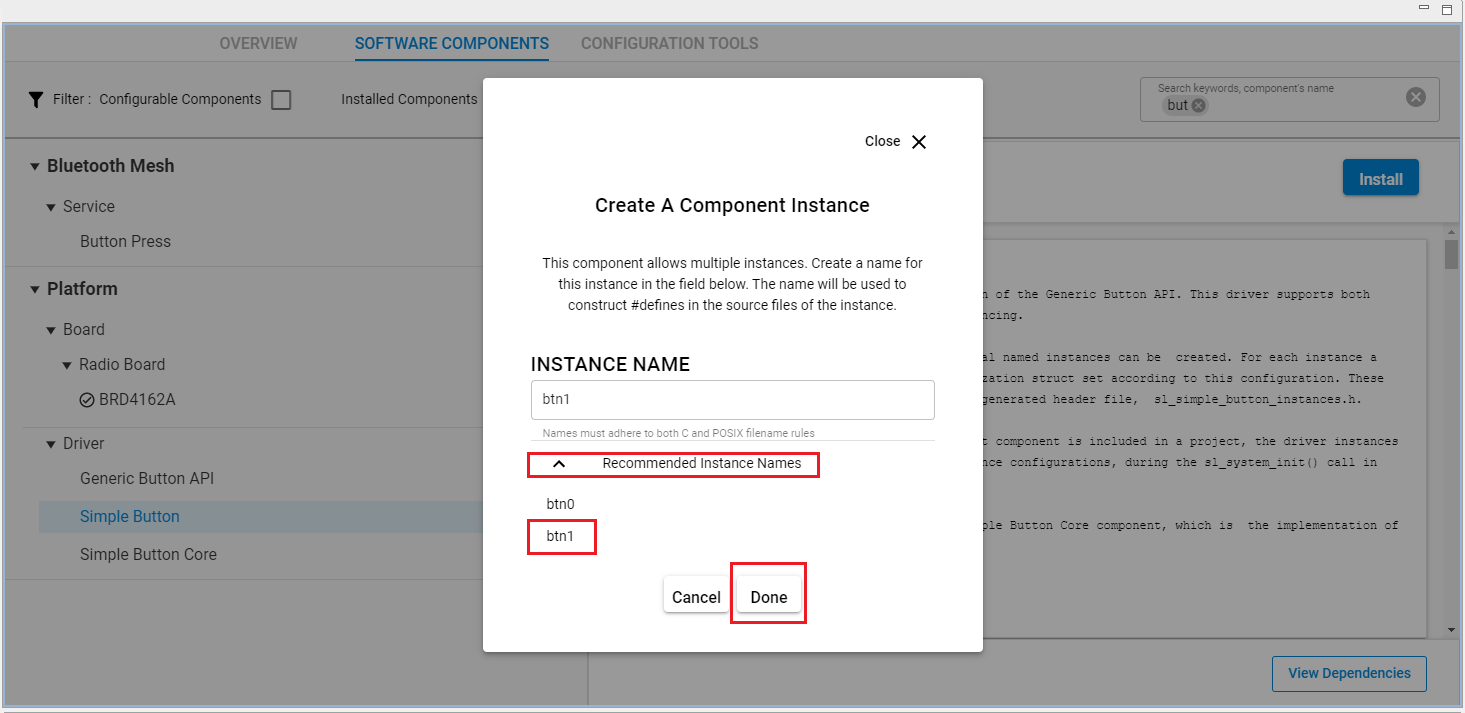 OVERVIEW
SOFTWARE COMPONENTS
CONFIGURATION TOOLS
Filter : Configurable Components
Installed Components
Search keywords, component's name
but
Bluetooth Mesh
Service
Button Press
Platform
Board
Radio Board
BRD4162A
Driver
Generic Button API
Simple Button
Simple Button Core
Close
Create A Component Instance
This component allows multiple instances. Create a name for
this instance in the field below. The name will be used to
construct #defines in the source files of the instance.
INSTANCE NAME
btn1
Names must adhere to both C and POSIX filename rules
Recommended Instance Names
btn0
btn1
Cancel
Done
Install
of the Generic Button API. This driver supports both
al named instances can be created. For each instance a
struct set according to this configuration. These
generated header file, sl_simple_button_instances.h.
component is included in a project, the driver instances
configurations, during the sl_system_init() call in
Button Core component, which is the implementation of
View Dependencies